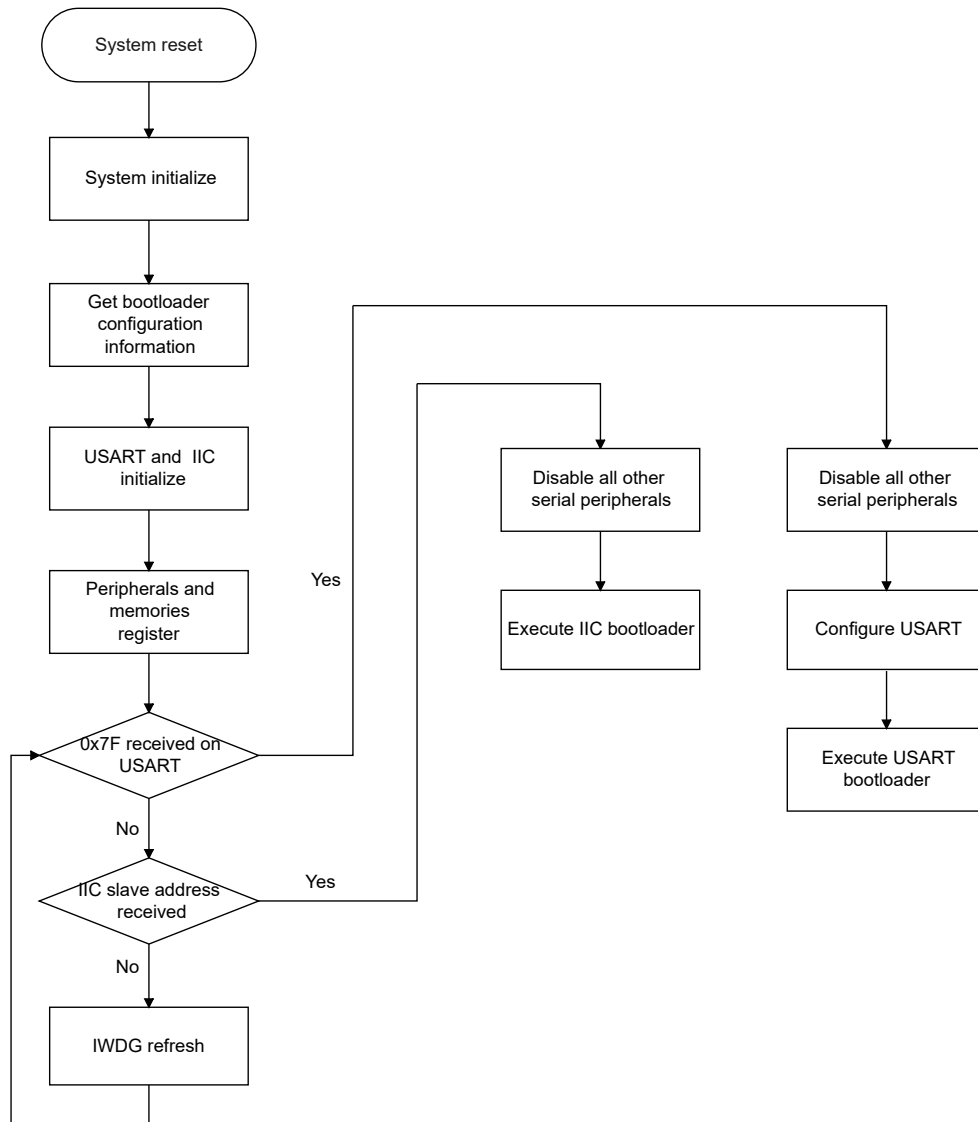 System reset
System initialize
Get bootloader
configuration
information
USART and  IIC
initialize
Peripherals and
memories
register
0x7F received on
USART
Yes
No
IIC slave address
received
Yes
No
IWDG refresh
Disable all other
serial peripherals
Execute IIC bootloader
Disable all other
serial peripherals
Configure USART
Execute USART
bootloader